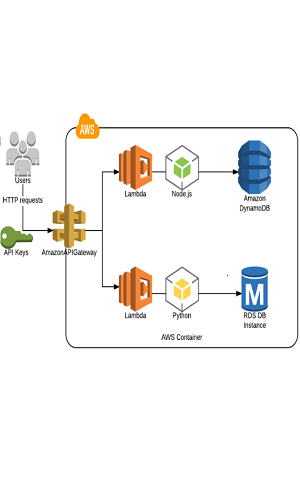 AWS
Users
HTTP requests
API Keys
AmazonAPIGateway
Lambda
Node.js
Amazon
DynamoDB
Lambda
Python
M
RDS DB
Instance
AWS Container